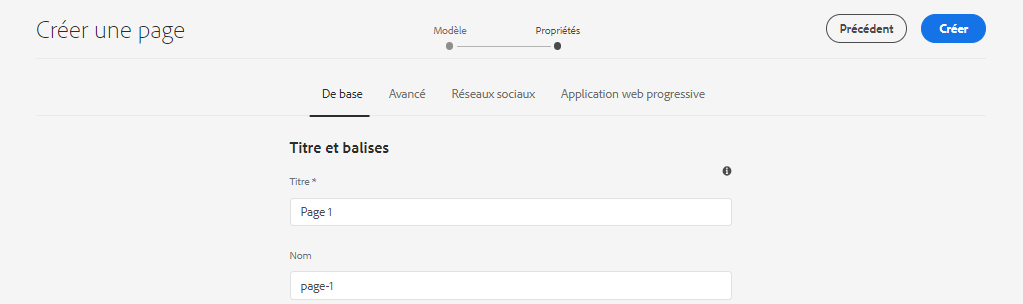 Créer une page
Modèle
Propriétés
Précédent
Créer
De base
Avancé
Réseaux sociaux
Application web progressive
Titre et balises
Titre *
Page 1
Nom
page-1